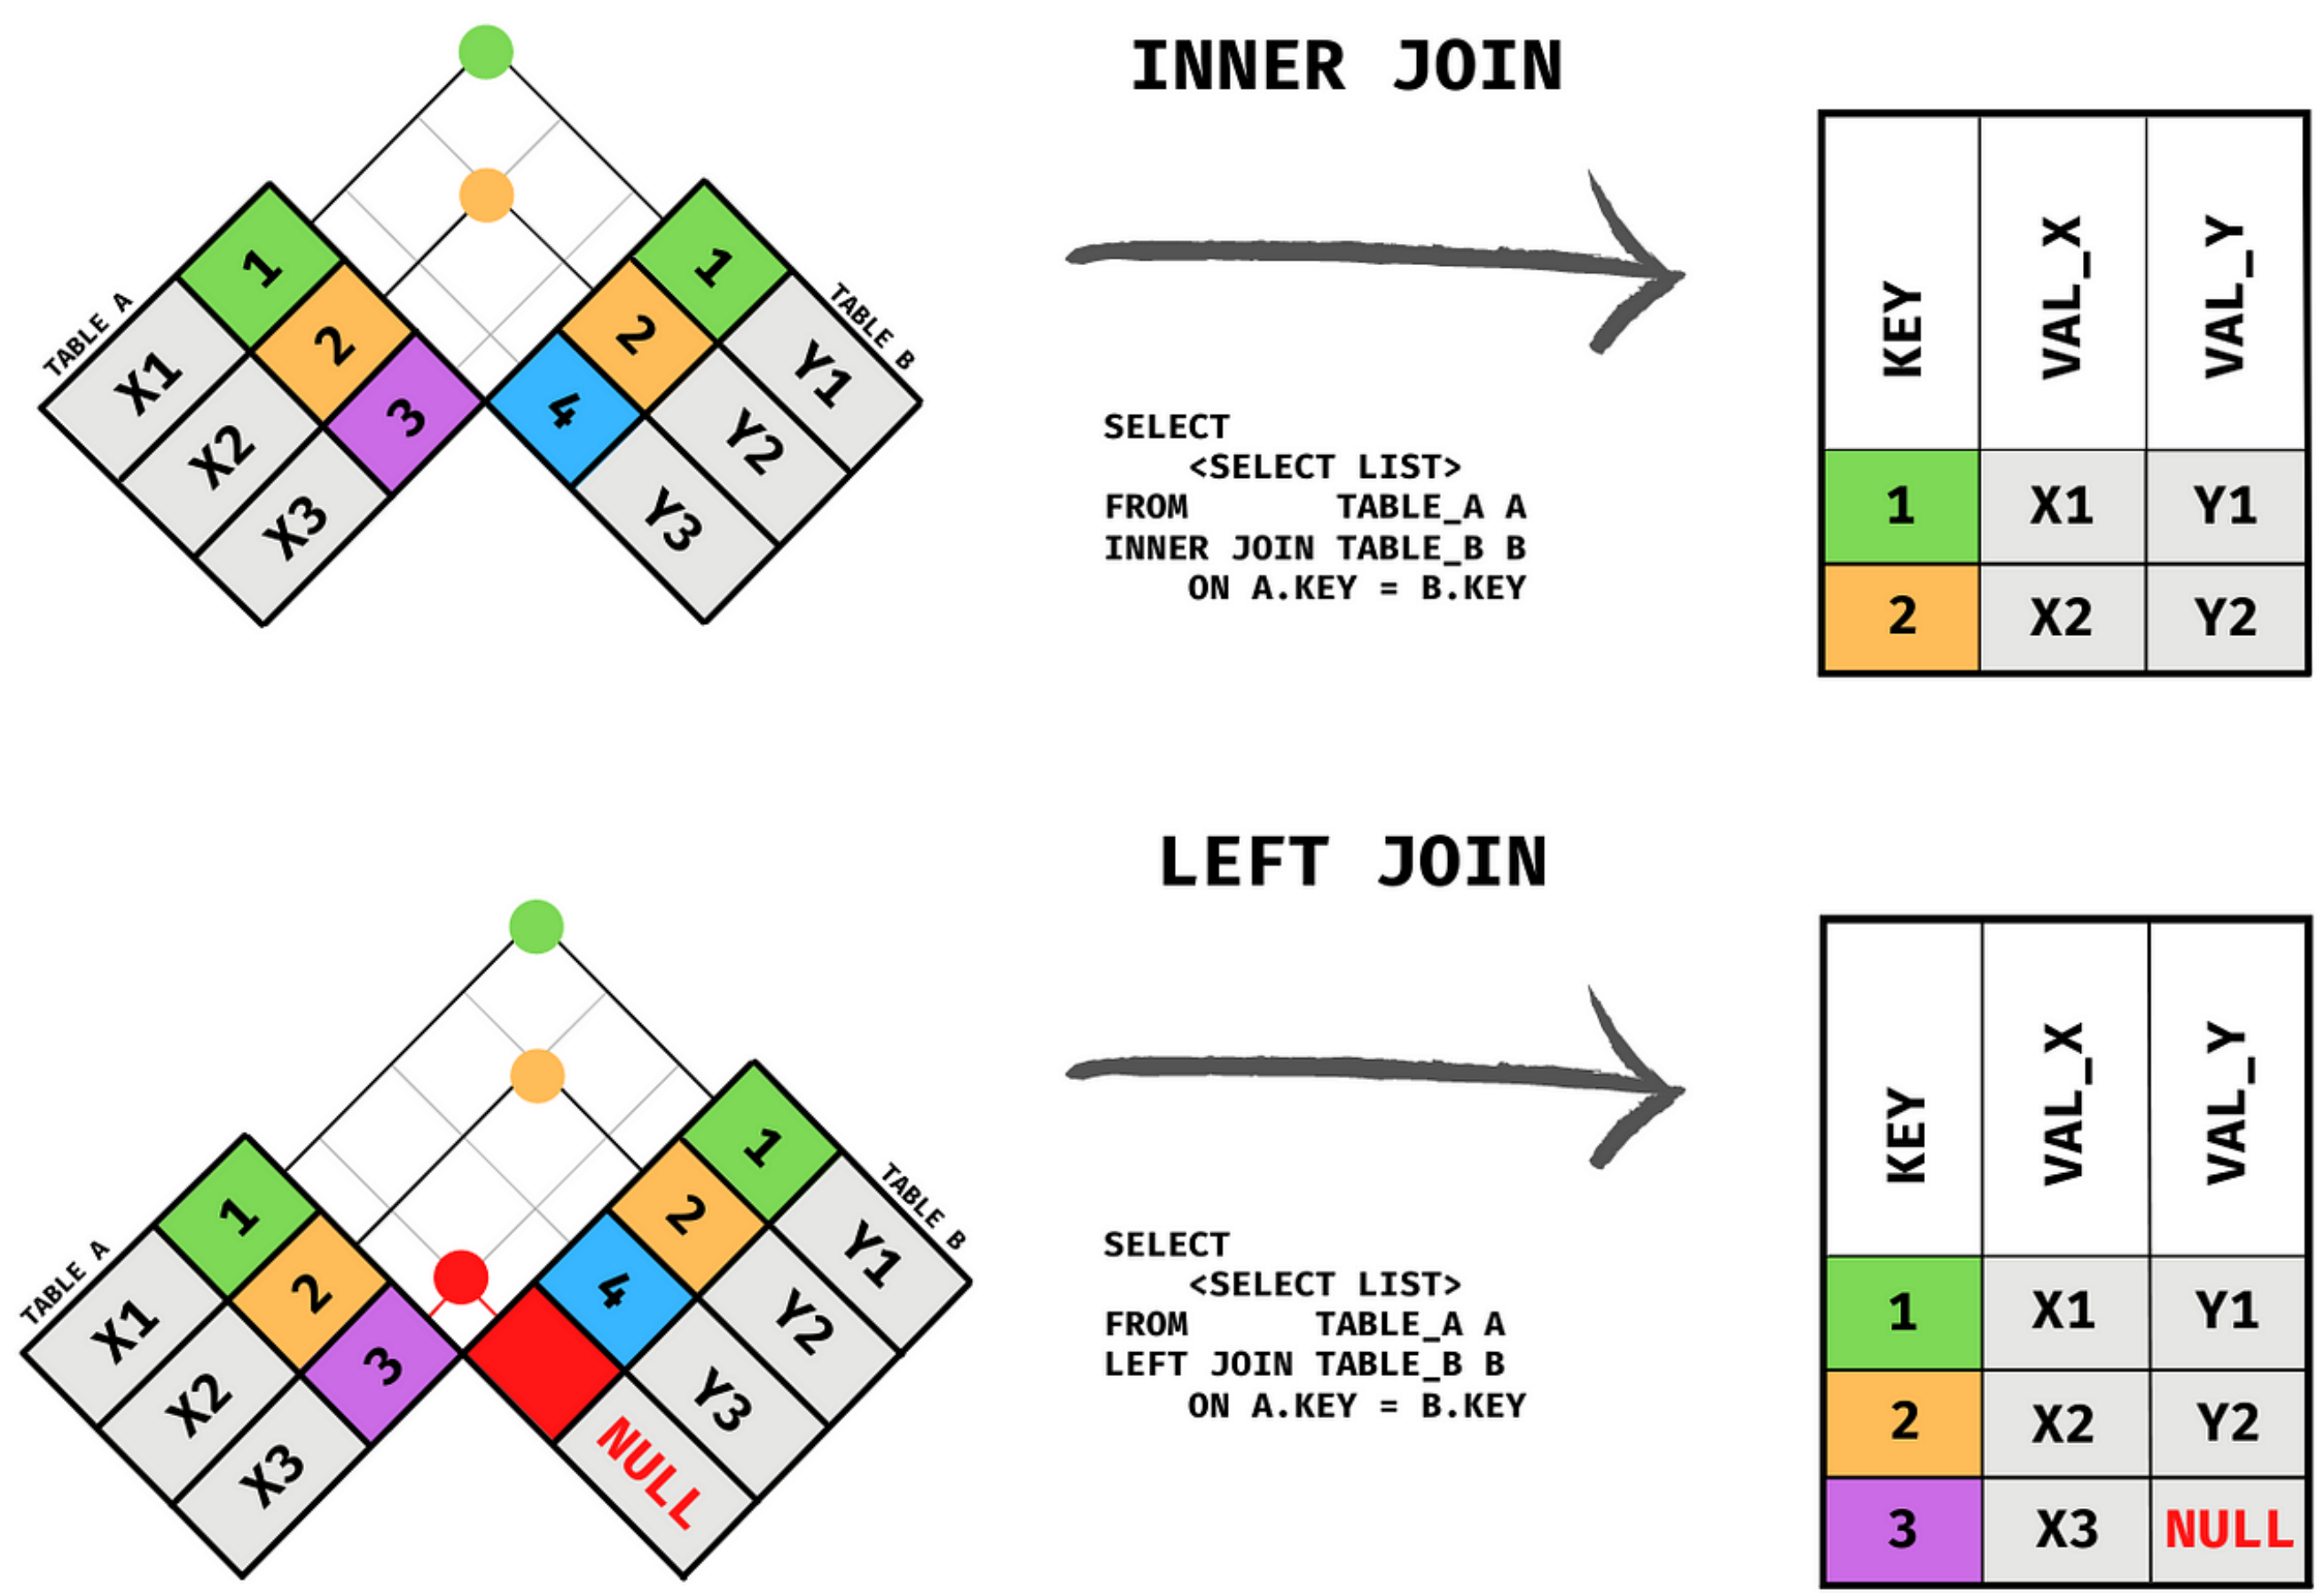 INNER JOIN
TABLE A
1
2
3
X1
X2
X3
TABLE B
1
2
4
Y1
Y2
Y3
SELECT
    <SELECT LIST>
FROM       TABLE_A A
INNER JOIN TABLE_B B
    ON A.KEY = B.KEY
KEY VAL_X VAL_Y
1 X1 Y1
2 X2 Y2
LEFT JOIN
TABLE A
1
2
3
X1
X2
X3
TABLE B
1
2
4
Y1
Y2
Y3
NULL
SELECT
    <SELECT LIST>
FROM      TABLE_A A
LEFT JOIN TABLE_B B
    ON A.KEY = B.KEY
KEY VAL_X VAL_Y
1 X1 Y1
2 X2 Y2
3 X3 NULL